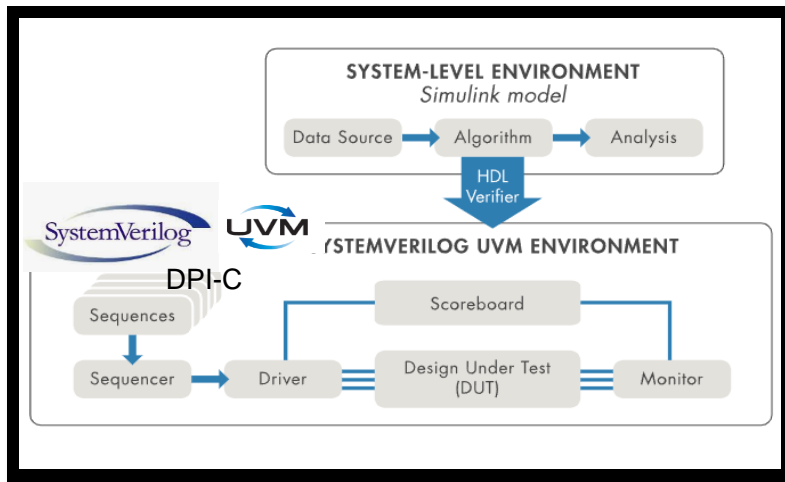 SYSTEM-LEVEL ENVIRONMENT
Simulink model
Data Source
Algorithm
Analysis
HDL
Verifier
SystemVerilog
UVM
YSTEMVERILOG UVM ENVIRONMENT
DPI-C
Sequences
Scoreboard
Sequencer
Driver
Design Under Test
(DUT)
Monitor